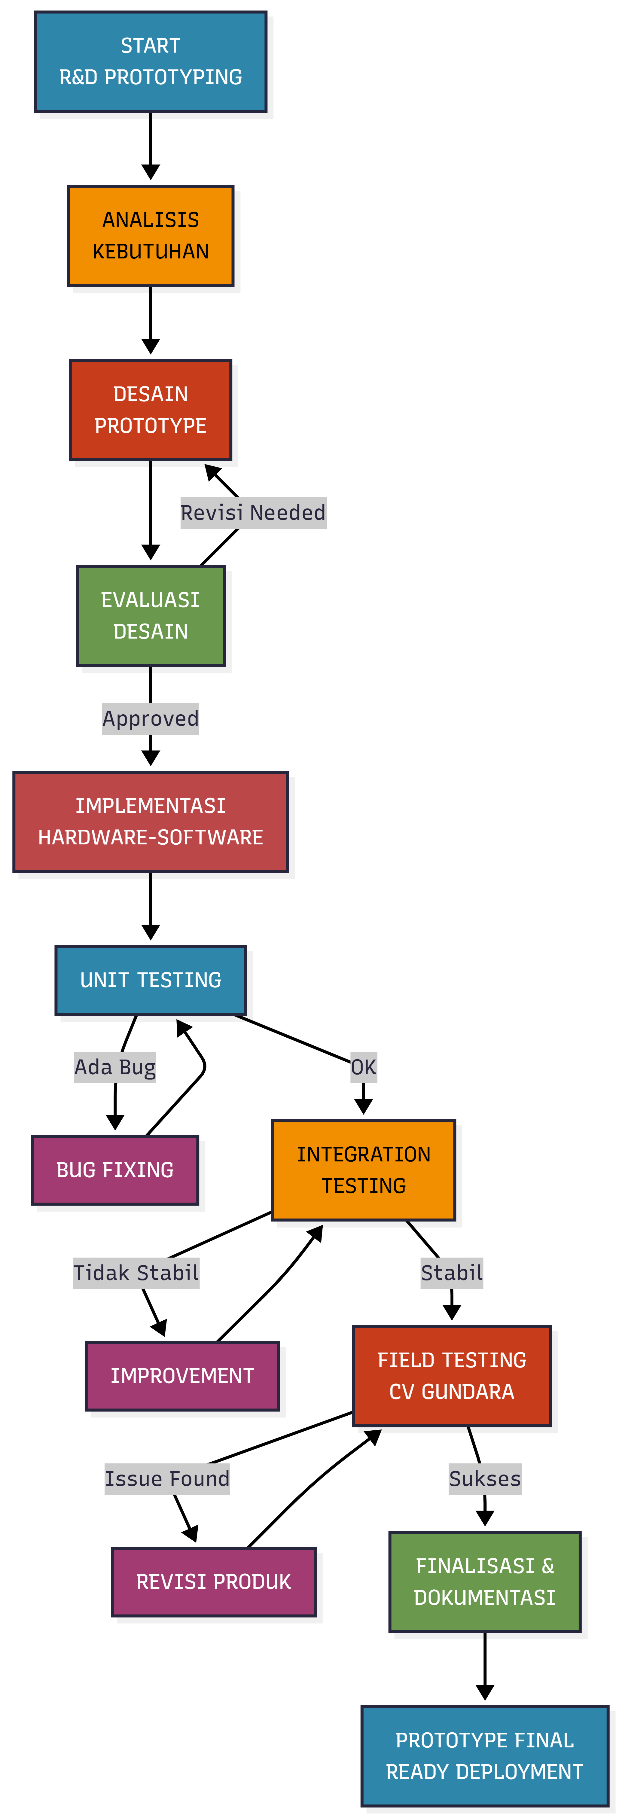 START
R&D PROTOTYPING
ANALISIS
KEBUTUHAN
DESAIN
PROTOTYPE
Revisi Needed
EVALUASI
DESAIN
Approved
IMPLEMENTASI
HARDWARE-SOFTWARE
UNIT TESTING
Ada Bug
OK
BUG FIXING
INTEGRATION
TESTING
Tidak Stabil
Stabil
IMPROVEMENT
FIELD TESTING
CV GUNDARA
Issue Found
Sukses
REVISI PRODUK
FINALISASI &
DOKUMENTASI
PROTOTYPE FINAL
READY DEPLOYMENT